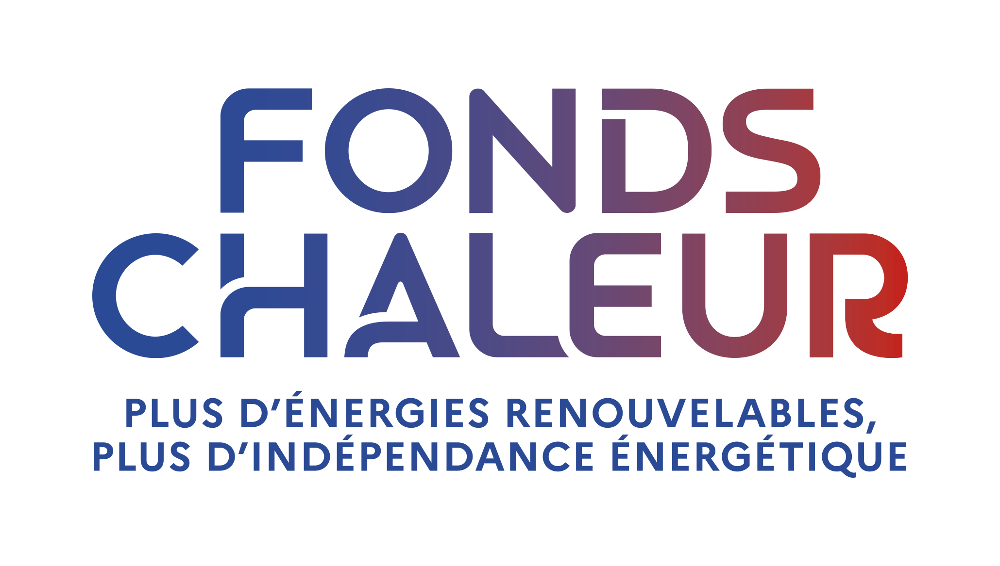 FONDS
CHALEUR
PLUS D’ÉNERGIES RENOUVELABLES,
PLUS D’INDÉPENDANCE ÉNERGÉTIQUE